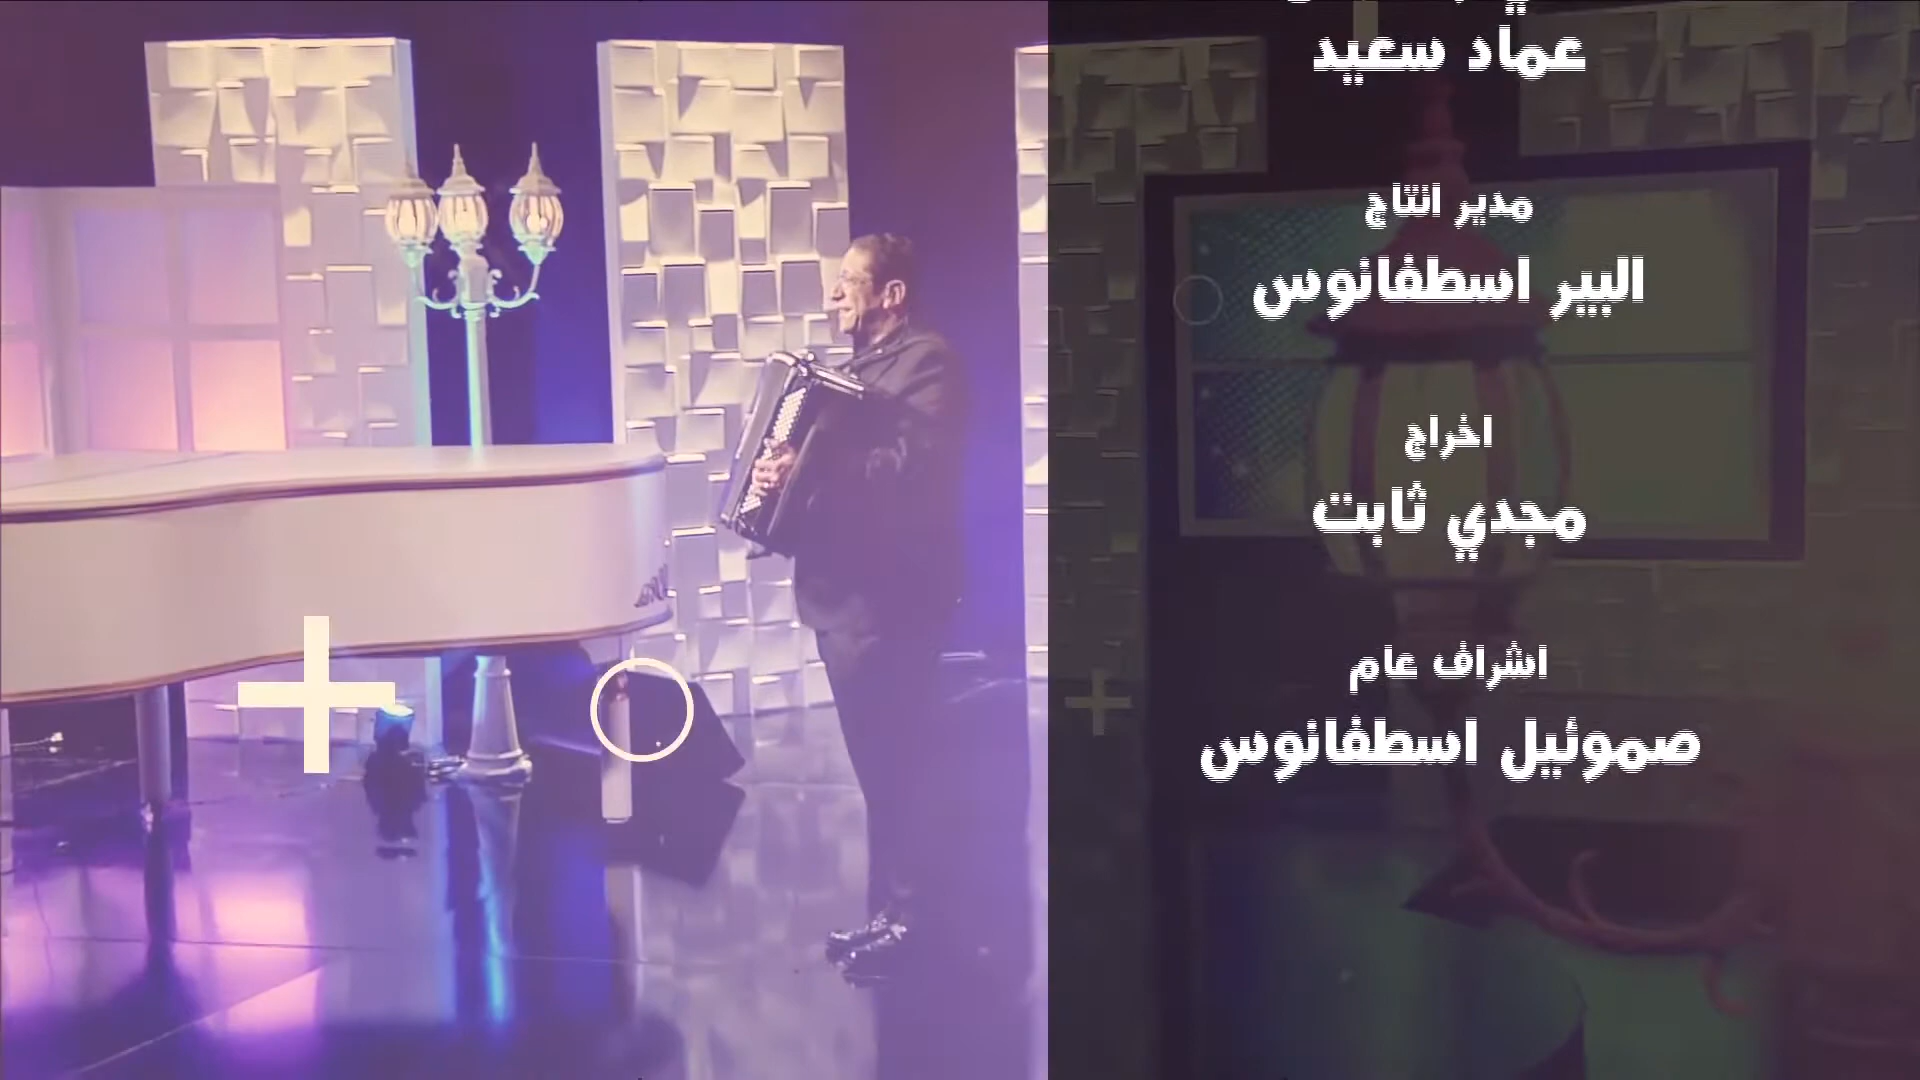 عماد سعيد
مدير انتاج
البير اسطفانوس
اخراج
مجدي ثابت
اشراف عام
صموئيل اسطفانوس